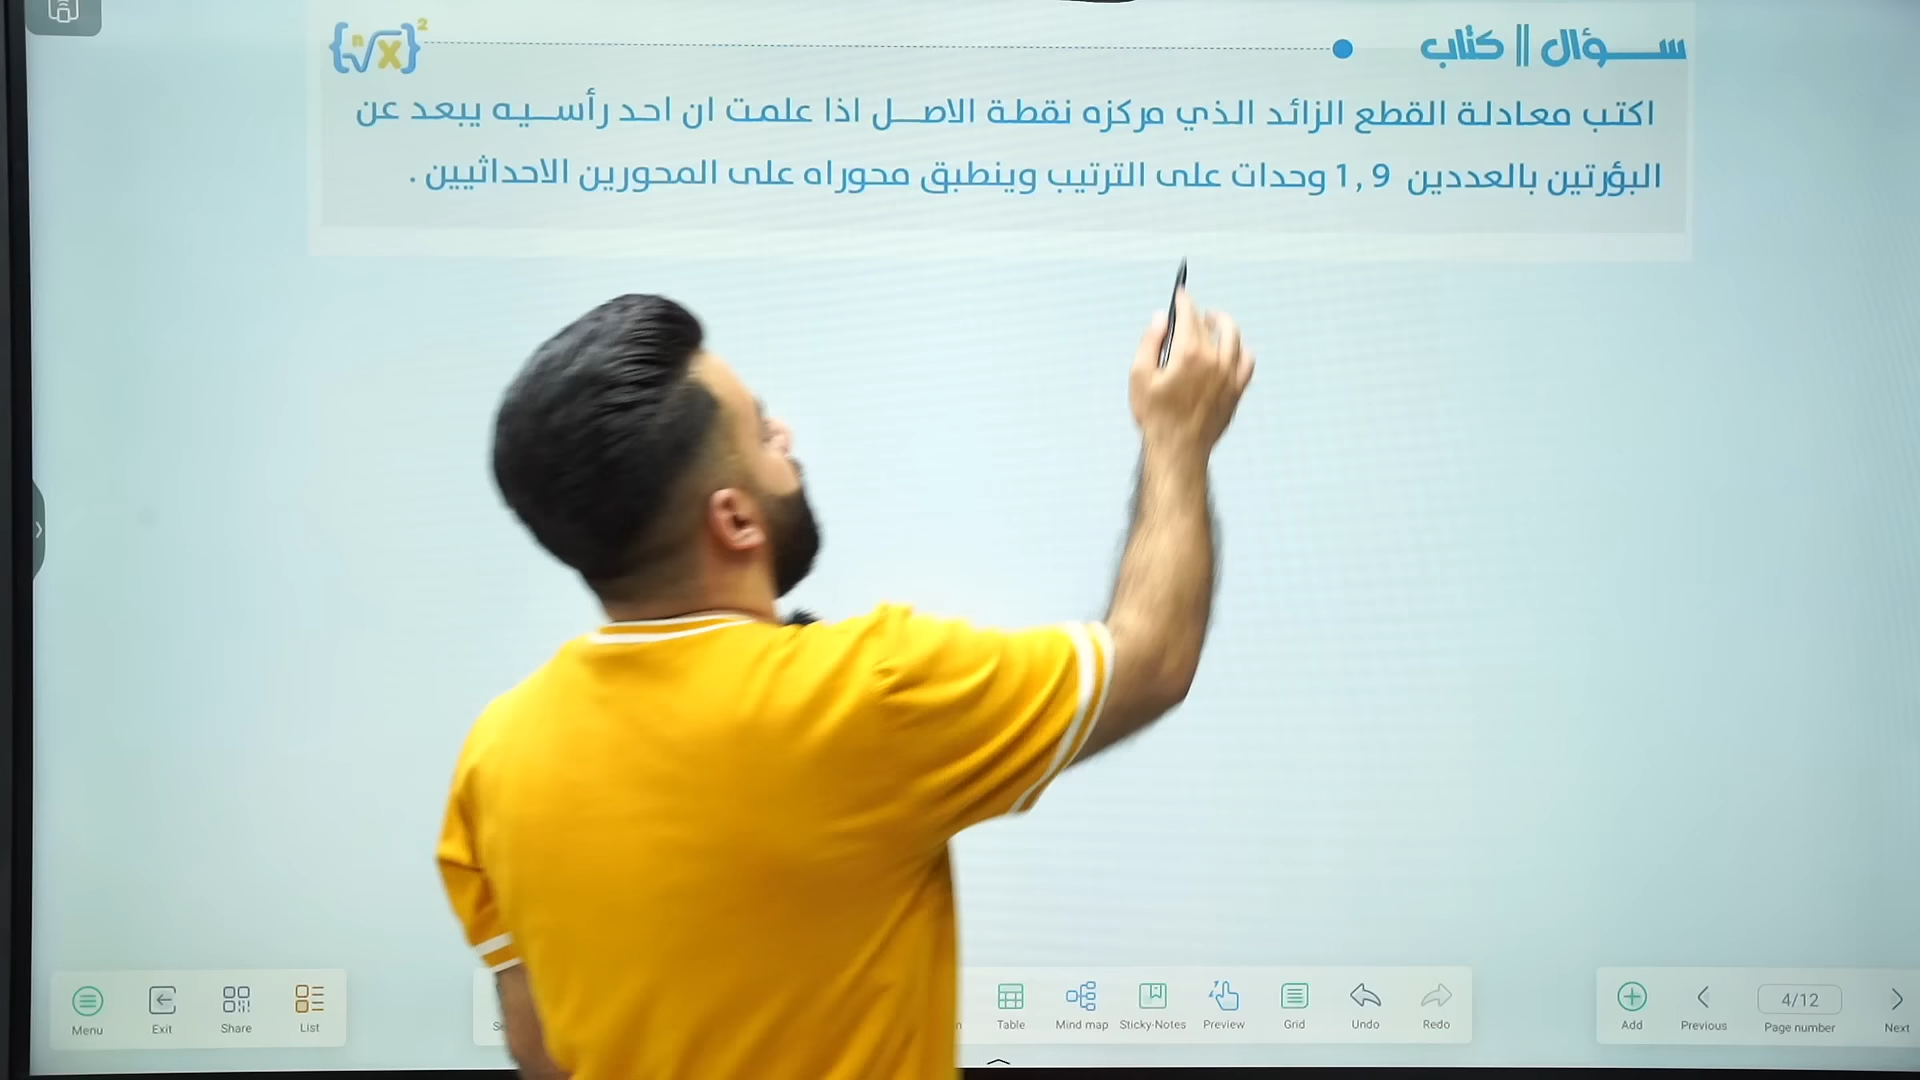 ســؤال || كتاب
{ⁿ√x}²
اكتب معادلة القطع الزائد الذي مركزه نقطة الاصل اذا علمت ان احد رأسيه يبعد عن
البؤرتين بالعددين 9 , 1 وحدات على الترتيب وينطبق محوراه على المحورين الاحداثيين .
Menu
Exit
Share
List
Table
Mind map
Sticky-Notes
Preview
Grid
Undo
Redo
Add
Previous
4/12
Page number
Next